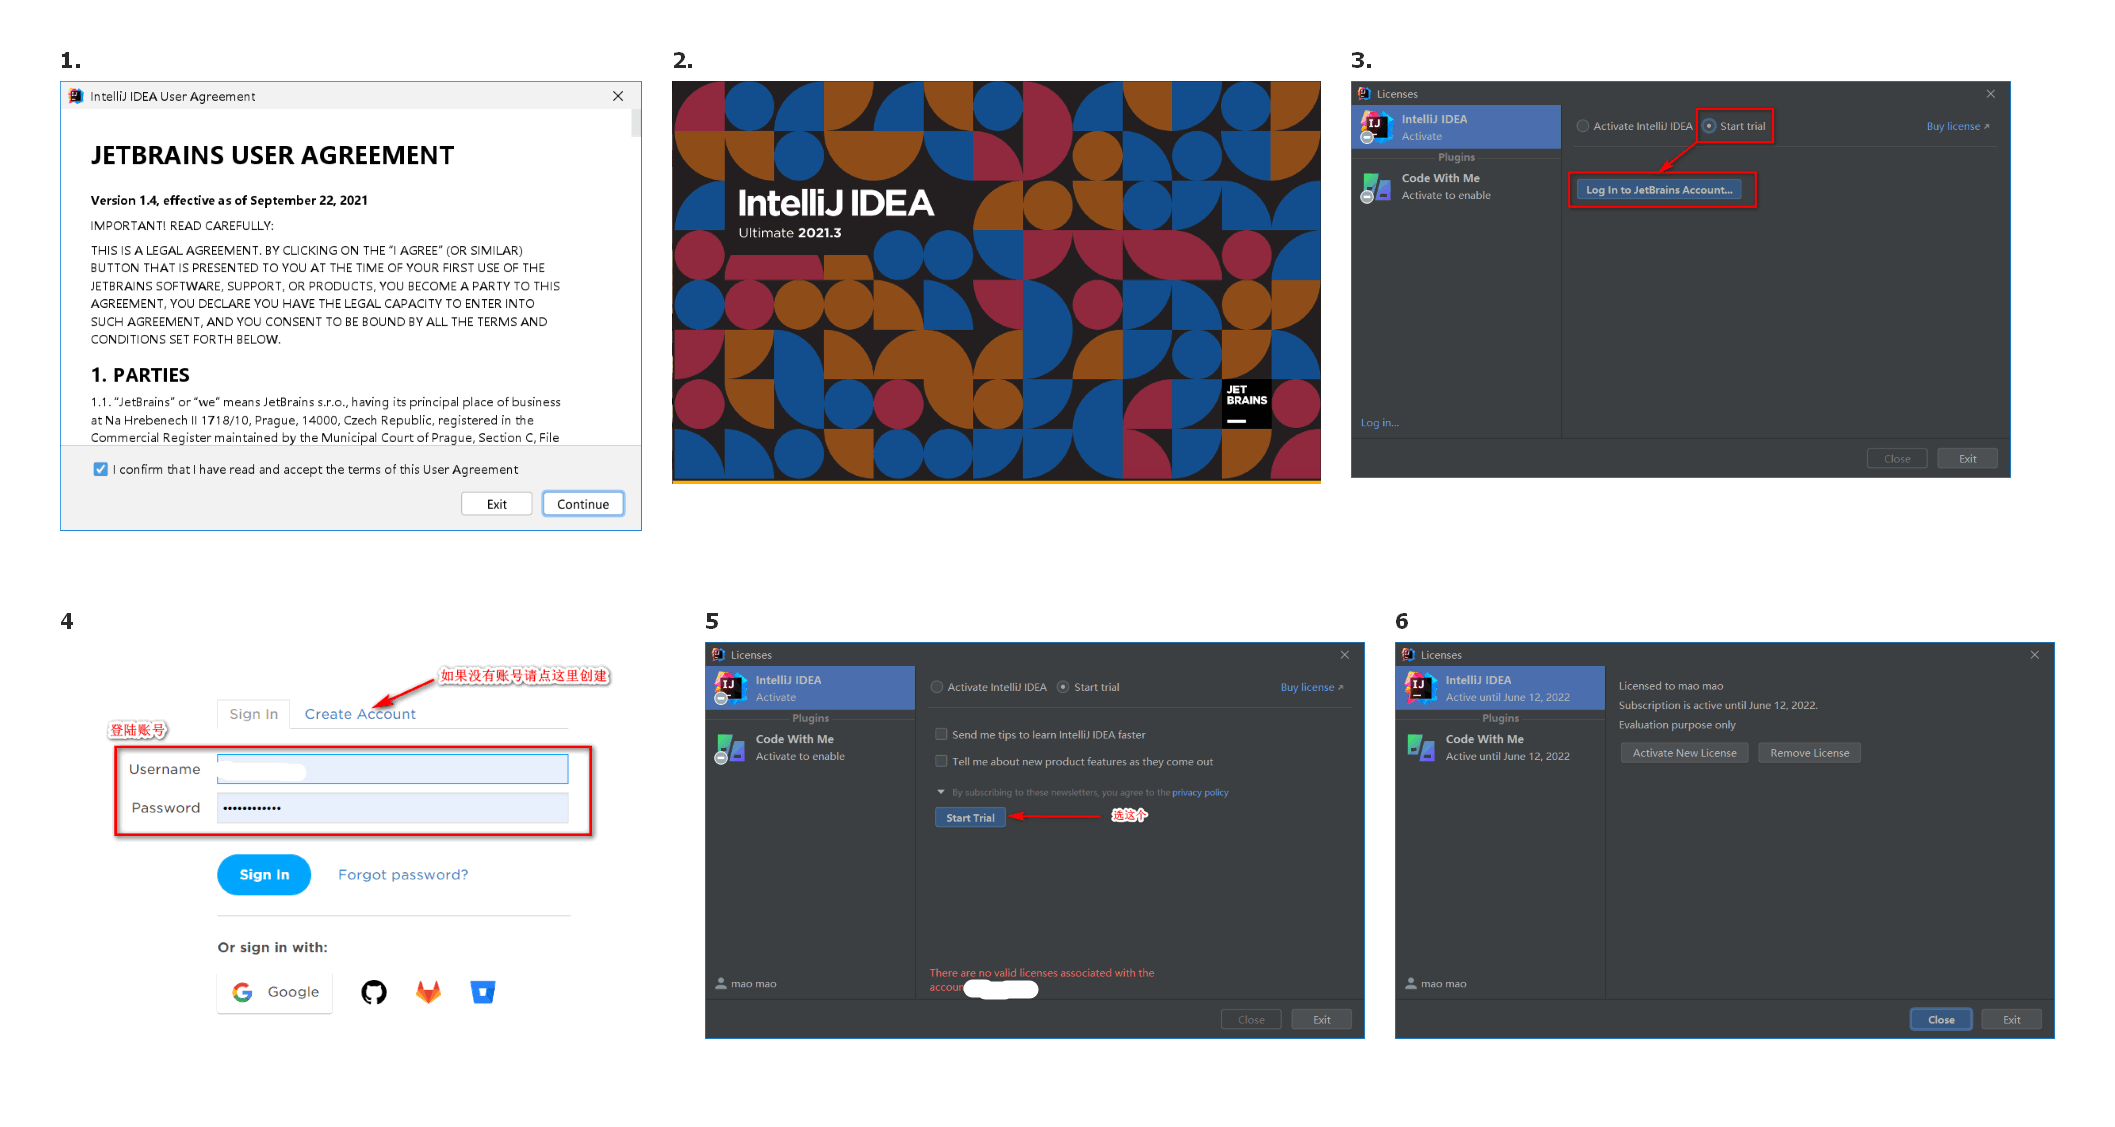 1.
IntelliJ IDEA User Agreement
JETBRAINS USER AGREEMENT
Version 1.4, effective as of September 22, 2021
IMPORTANT! READ CAREFULLY:
THIS IS A LEGAL AGREEMENT. BY CLICKING ON THE "I AGREE" (OR SIMILAR)
BUTTON THAT IS PRESENTED TO YOU AT THE TIME OF YOUR FIRST USE OF THE
JETBRAINS SOFTWARE, SUPPORT, OR PRODUCTS, YOU BECOME A PARTY TO THIS
AGREEMENT, YOU DECLARE YOU HAVE THE LEGAL CAPACITY TO ENTER INTO
SUCH AGREEMENT, AND YOU CONSENT TO BE BOUND BY ALL THE TERMS AND
CONDITIONS SET FORTH BELOW.
1. PARTIES
1.1. "JetBrains" or "we" means JetBrains s.r.o., having its principal place of business
at Na Hrebenech II 1718/10, Prague, 14000, Czech Republic, registered in the
Commercial Register maintained by the Municipal Court of Prague, Section C, File
I confirm that I have read and accept the terms of this User Agreement
Exit
Continue
2.
IntelliJ IDEA
Ultimate 2021.3
JET
BRAINS
3.
Licenses
IntelliJ IDEA
Activate
Plugins
Code With Me
Activate to enable
Activate IntelliJ IDEA
Start trial
Buy license
Log In to JetBrains Account...
Log in...
Close
Exit
4
如果没有账号请点这里创建
Sign In
Create Account
登陆账号
Username
Password
Sign In
Forgot password?
Or sign in with:
Google
5
Licenses
IntelliJ IDEA
Activate
Plugins
Code With Me
Activate to enable
Activate IntelliJ IDEA
Start trial
Buy license
Send me tips to learn IntelliJ IDEA faster
Tell me about new product features as they come out
By subscribing to these newsletters, you agree to the privacy policy
Start Trial
选这个
There are no valid licenses associated with the
accoun
mao mao
Close
Exit
6
Licenses
IntelliJ IDEA
Active until June 12, 2022
Plugins
Code With Me
Active until June 12, 2022
Licensed to mao mao
Subscription is active until June 12, 2022.
Evaluation purpose only
Activate New License
Remove License
mao mao
Close
Exit